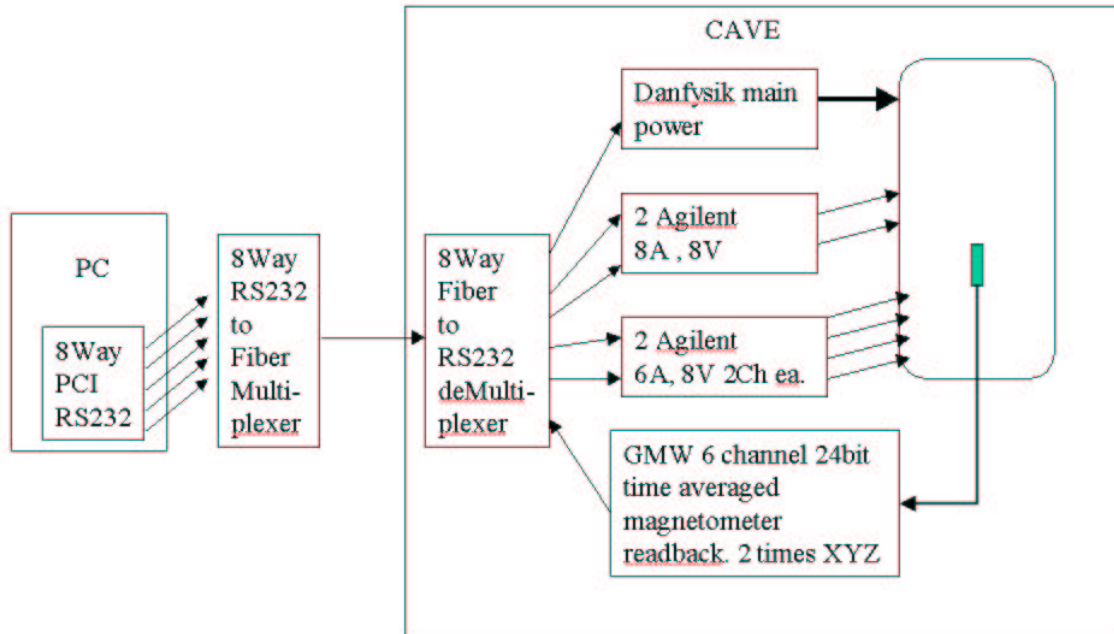 CAVE
Danfysik main
power
2 Agilent
8A , 8V
PC
8Way
PCI
RS232
8Way
RS232
to
Fiber
Multi-
plexer
8Way
Fiber
to
RS232
deMulti-
plexer
2 Agilent
6A, 8V 2Ch ea.
GMW 6 channel 24bit
time averaged
magnetometer
readback. 2 times XYZ